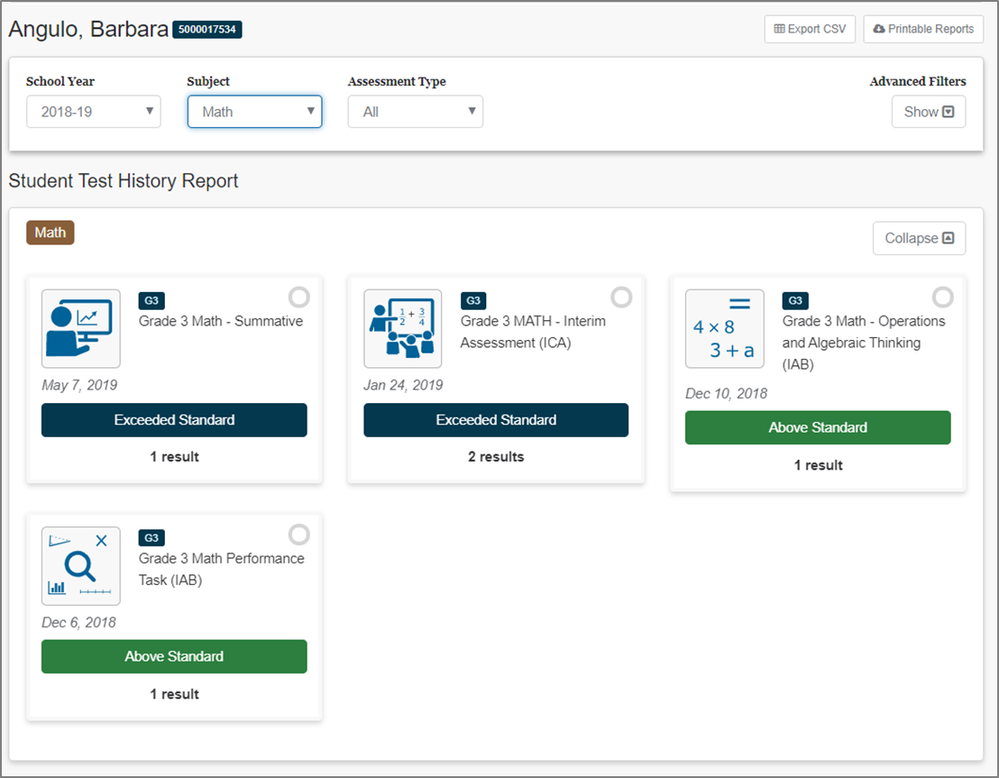 Angulo, Barbara 5000017534
Export CSV
Printable Reports
School Year
Subject
Assessment Type
Advanced Filters
2018-19
Math
All
Show
Student Test History Report
Math
Collapse
G3
Grade 3 Math - Summative
May 7, 2019
Exceeded Standard
1 result
1/2 + 3/4
G3
Grade 3 MATH - Interim
Assessment (ICA)
Jan 24, 2019
Exceeded Standard
2 results
=
4 × 8
3 + a
G3
Grade 3 Math - Operations
and Algebraic Thinking
(IAB)
Dec 10, 2018
Above Standard
1 result
G3
Grade 3 Math Performance
Task (IAB)
Dec 6, 2018
Above Standard
1 result